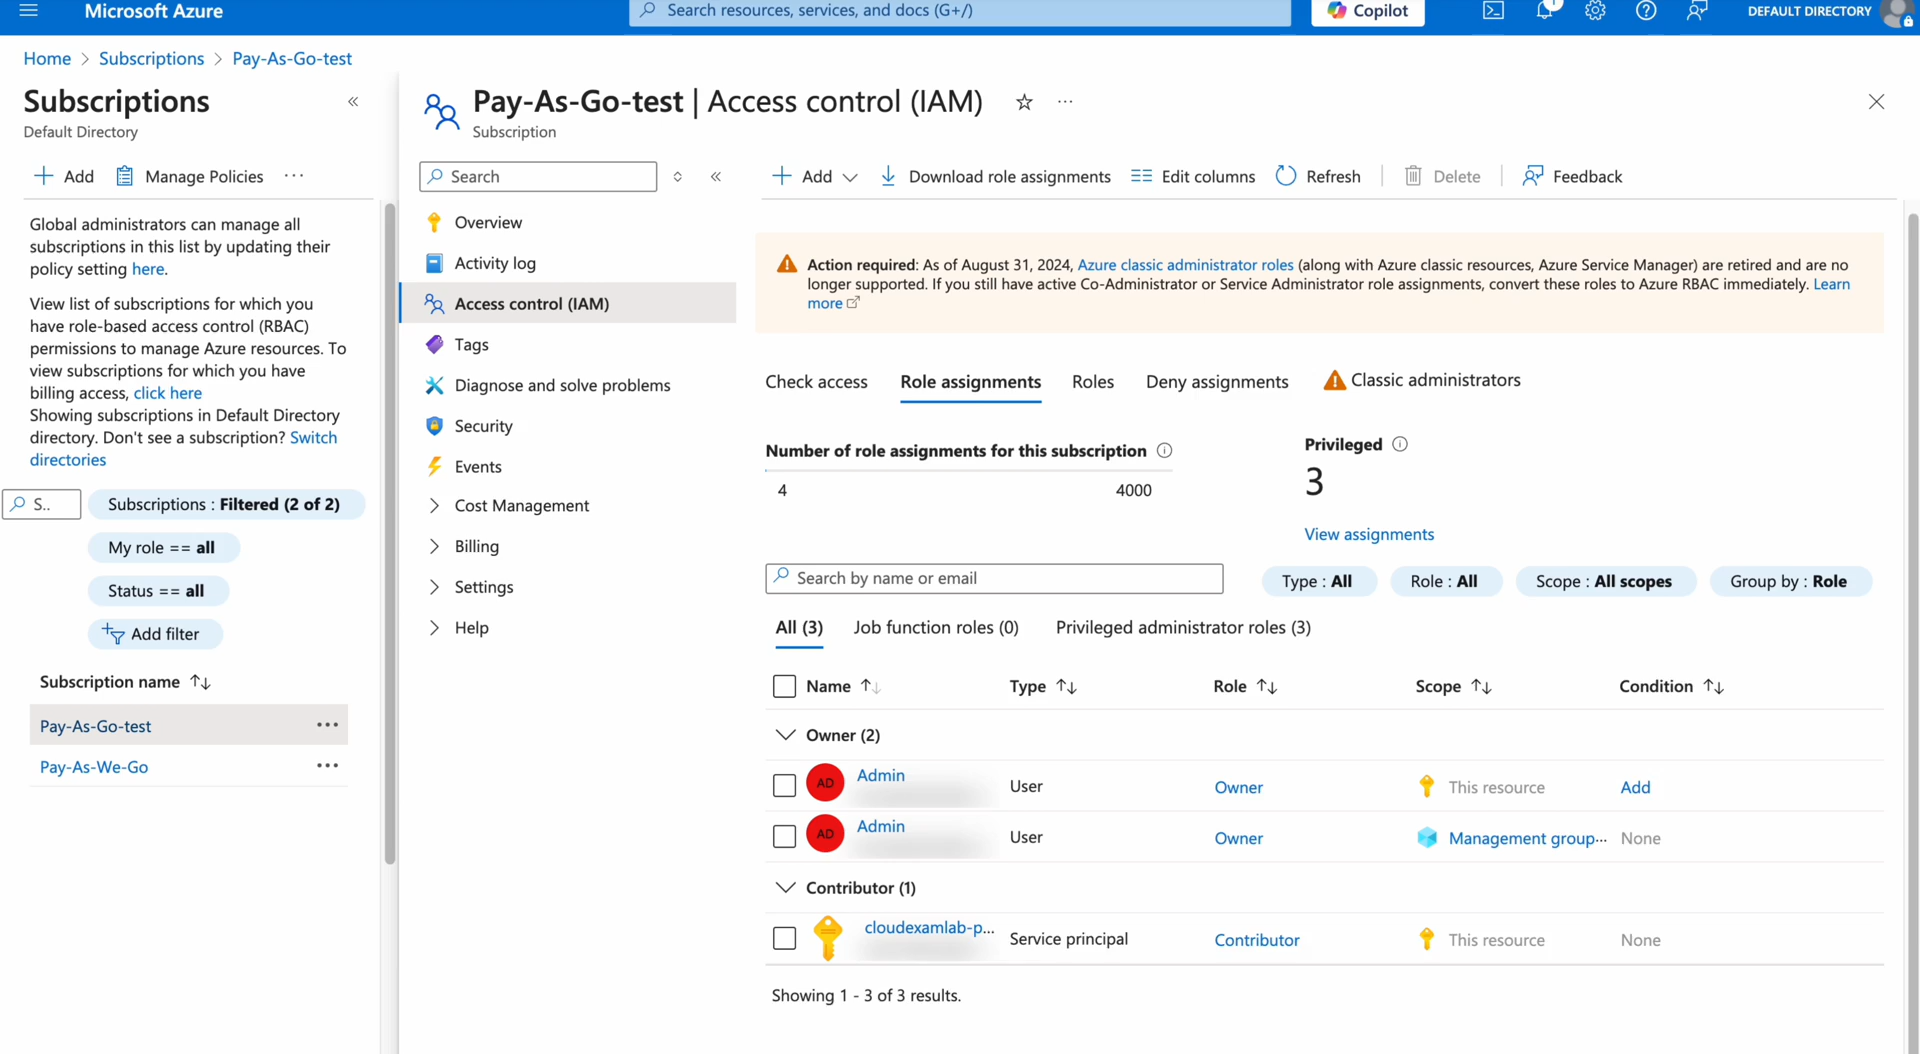 Microsoft Azure
Search resources, services, and docs (G+/)
Copilot
1
DEFAULT DIRECTORY
Home > Subscriptions > Pay-As-Go-test
Subscriptions
Default Directory
Add
Manage Policies
Global administrators can manage all
subscriptions in this list by updating their
policy setting here.
View list of subscriptions for which you
have role-based access control (RBAC)
permissions to manage Azure resources. To
view subscriptions for which you have
billing access, click here
Showing subscriptions in Default Directory
directory. Don't see a subscription? Switch
directories
S..
Subscriptions : Filtered (2 of 2)
My role == all
Status == all
Add filter
Subscription name
Pay-As-Go-test
Pay-As-We-Go
Pay-As-Go-test | Access control (IAM)
Subscription
Search
Overview
Activity log
Access control (IAM)
Tags
Diagnose and solve problems
Security
Events
Cost Management
Billing
Settings
Help
Add
Download role assignments
Edit columns
Refresh
Delete
Feedback
Action required: As of August 31, 2024, Azure classic administrator roles (along with Azure classic resources, Azure Service Manager) are retired and are no
longer supported. If you still have active Co-Administrator or Service Administrator role assignments, convert these roles to Azure RBAC immediately. Learn
more
Check access
Role assignments
Roles
Deny assignments
Classic administrators
Number of role assignments for this subscription
4
4000
Privileged
3
View assignments
Search by name or email
Type : All
Role : All
Scope : All scopes
Group by : Role
All (3)
Job function roles (0)
Privileged administrator roles (3)
Name
Type
Role
Scope
Condition
Owner (2)
AD
Admin
User
Owner
This resource
Add
AD
Admin
User
Owner
Management group···
None
Contributor (1)
cloudexamlab-p...
Service principal
Contributor
This resource
None
Showing 1 - 3 of 3 results.